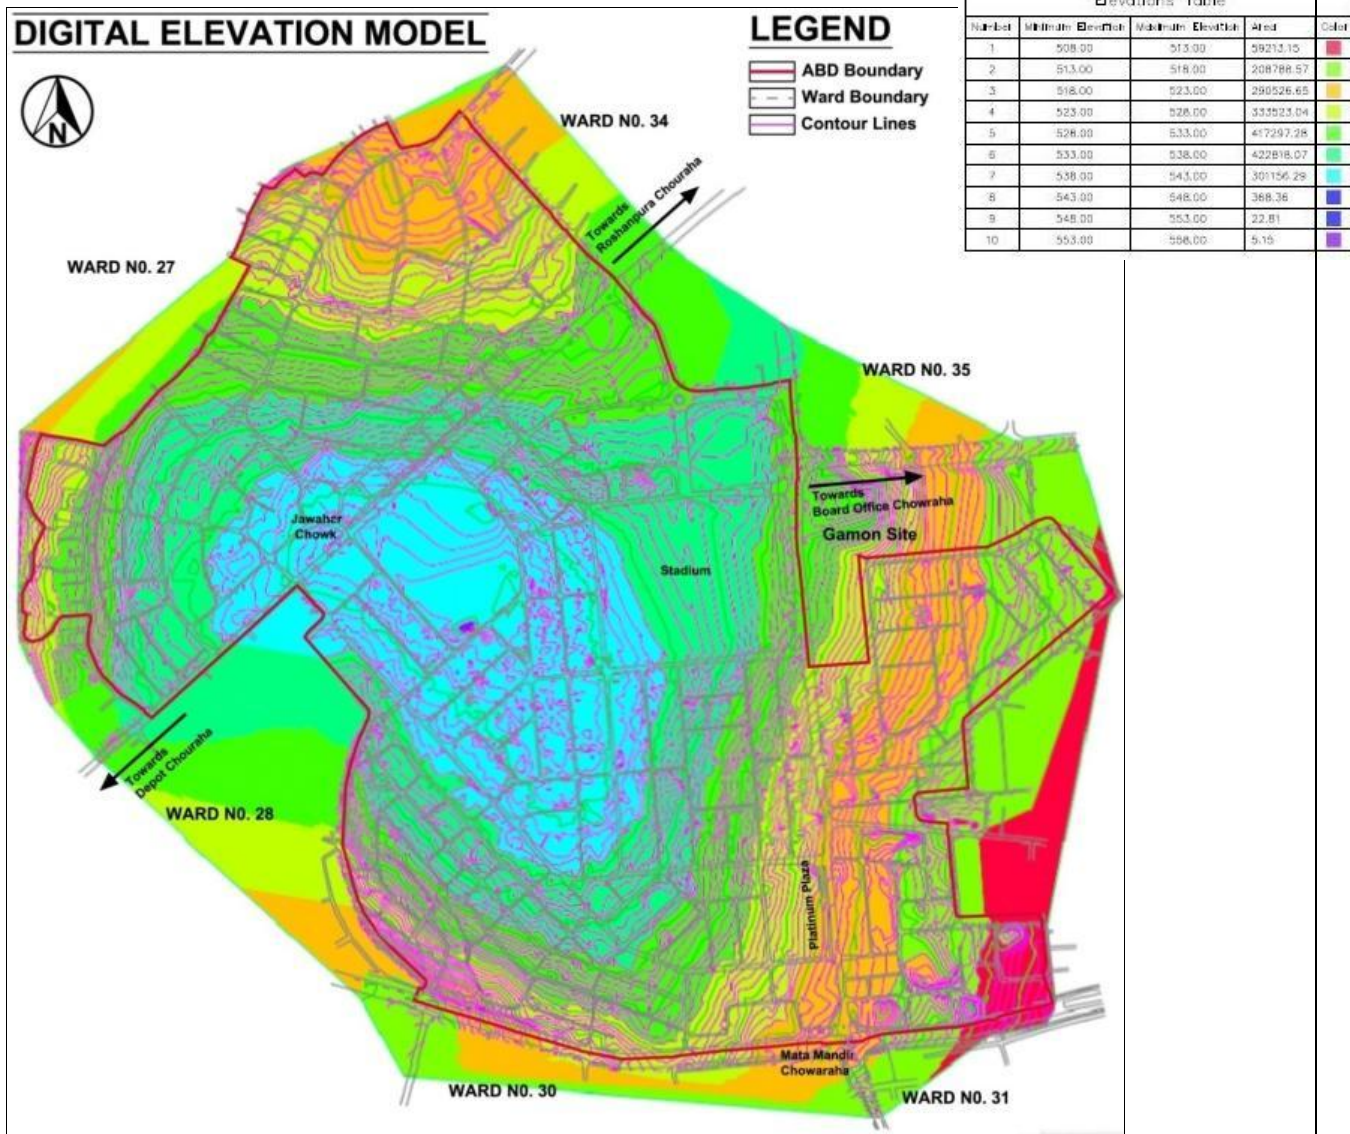 DIGITAL ELEVATION MODEL
N
LEGEND
ABD Boundary
Ward Boundary
Contour Lines
Elevations Table
Number Minimum Elevation Maximum Elevation Area Color
1 508.00 513.00 59213.15
2 513.00 518.00 208788.57
3 518.00 523.00 290526.65
4 523.00 528.00 333523.04
5 528.00 533.00 417297.28
6 533.00 538.00 422818.07
7 538.00 543.00 301156.29
8 543.00 548.00 368.36
9 548.00 553.00 22.81
10 553.00 558.00 5.15
WARD N0. 34
Towards
Roshanpura Chouraha
WARD N0. 27
WARD N0. 35
Towards
Board Office Chowraha
Gamon Site
Jawaher
Chowk
Stadium
Towards
Depot Chouraha
WARD N0. 28
Platinum Plaza
Mata Mandir
Chowaraha
WARD N0. 30
WARD N0. 31